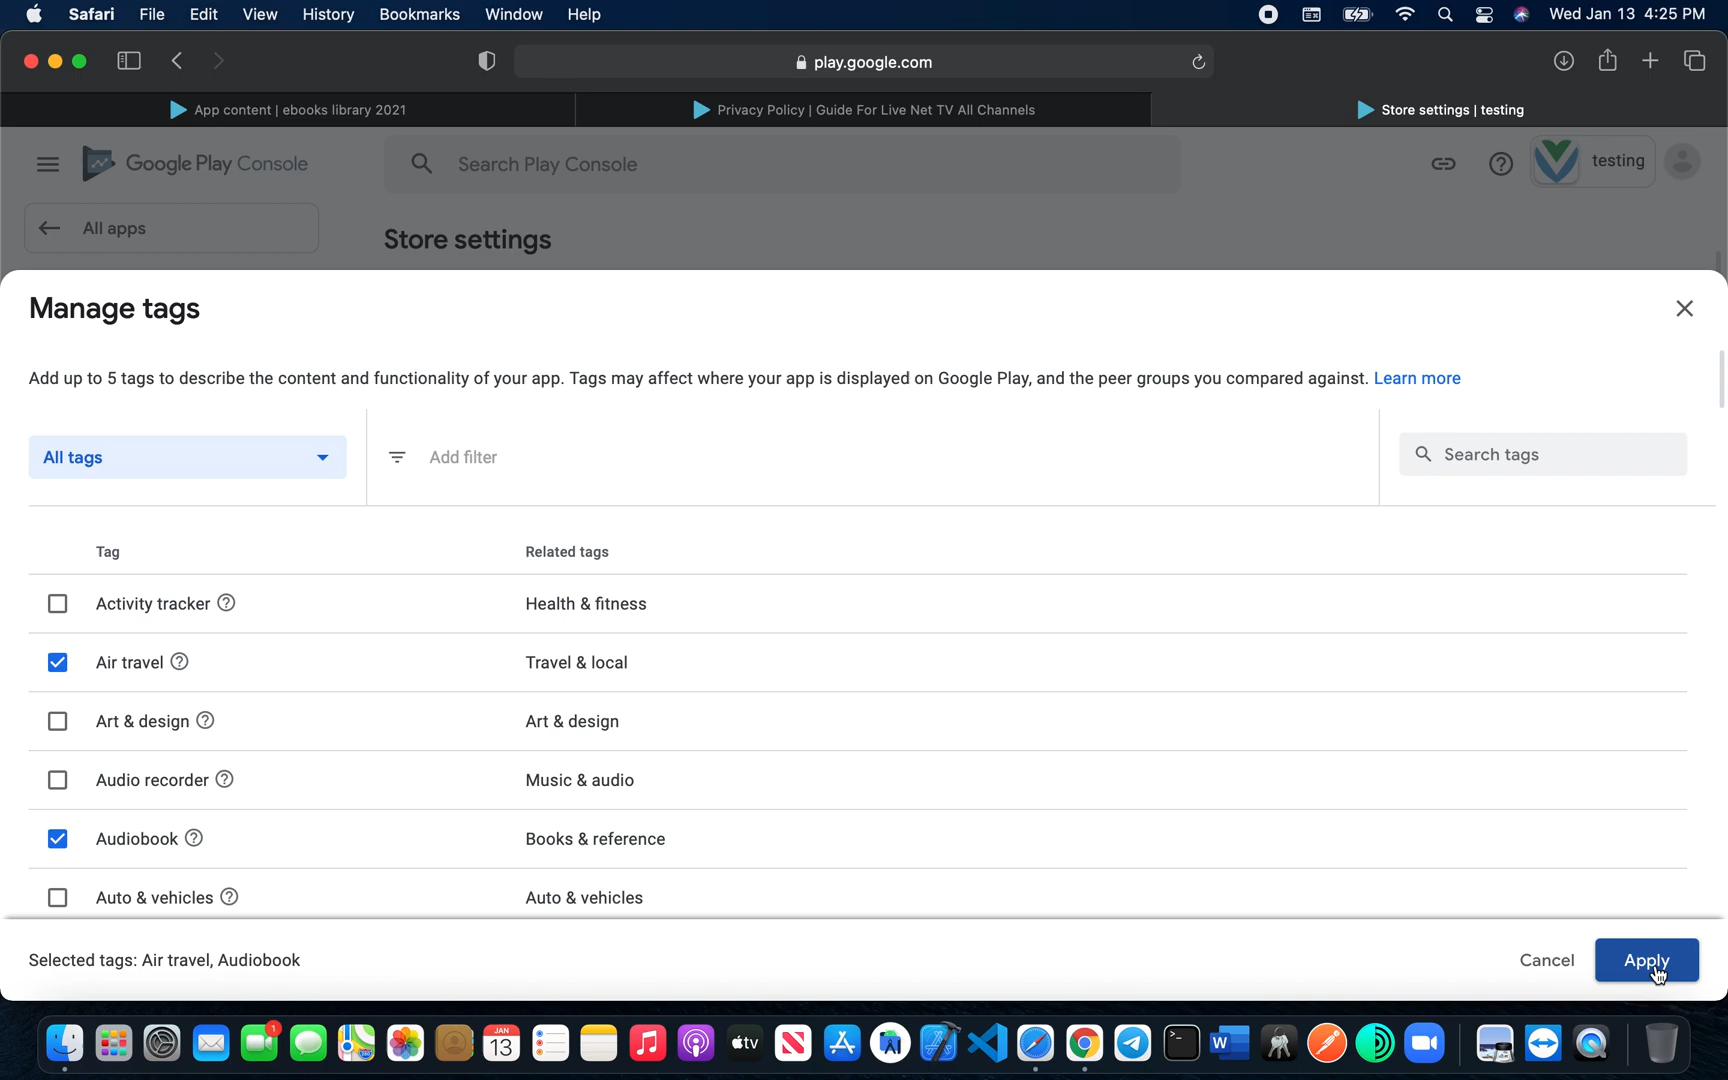 Safari File Edit View History Bookmarks Window Help Wed Jan 13 4:25 PM
play.google.com
App content | ebooks library 2021 Privacy Policy | Guide For Live Net TV All Channels Store settings | testing
Google Play Console Search Play Console testing
All apps Store settings
Manage tags
Add up to 5 tags to describe the content and functionality of your app. Tags may affect where your app is displayed on Google Play, and the peer groups you compared against. Learn more
All tags Add filter Search tags
Tag Related tags
Activity tracker Health & fitness
Air travel Travel & local
Art & design Art & design
Audio recorder Music & audio
Audiobook Books & reference
Auto & vehicles Auto & vehicles
Selected tags: Air travel, Audiobook Cancel Apply
1 JAN 13 tv W